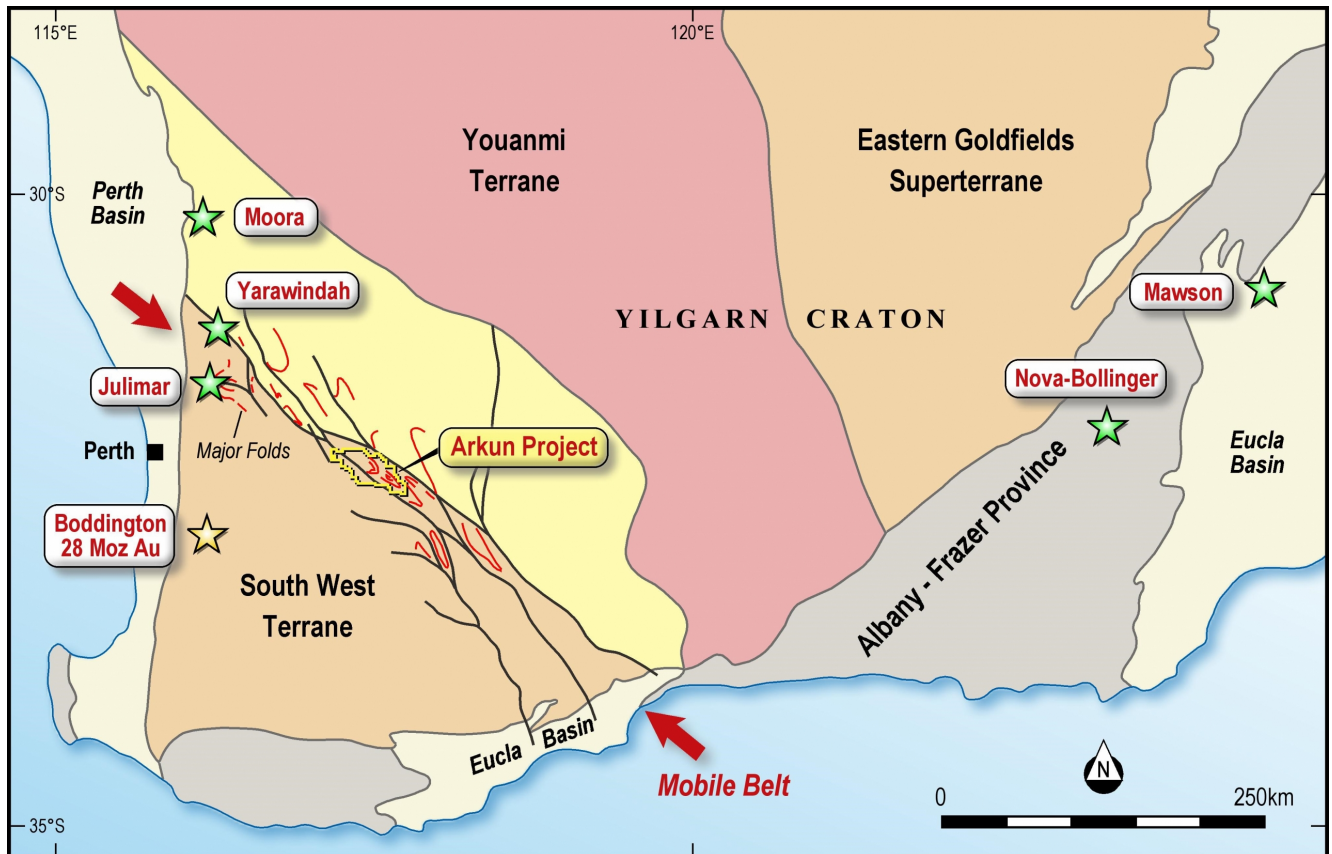 115°E
120°E
Youanmi
Terrane
Eastern Goldfields
Superterrane
30°S
Perth
Basin
Moora
Yarawindah
Mawson
YILGARN CRATON
Julimar
Nova-Bollinger
Major Folds
Perth
Arkun Project
Eucla
Basin
Boddington
28 Moz Au
South West
Terrane
Albany - Frazer Province
Eucla Basin
Mobile Belt
N
0 250km
35°S